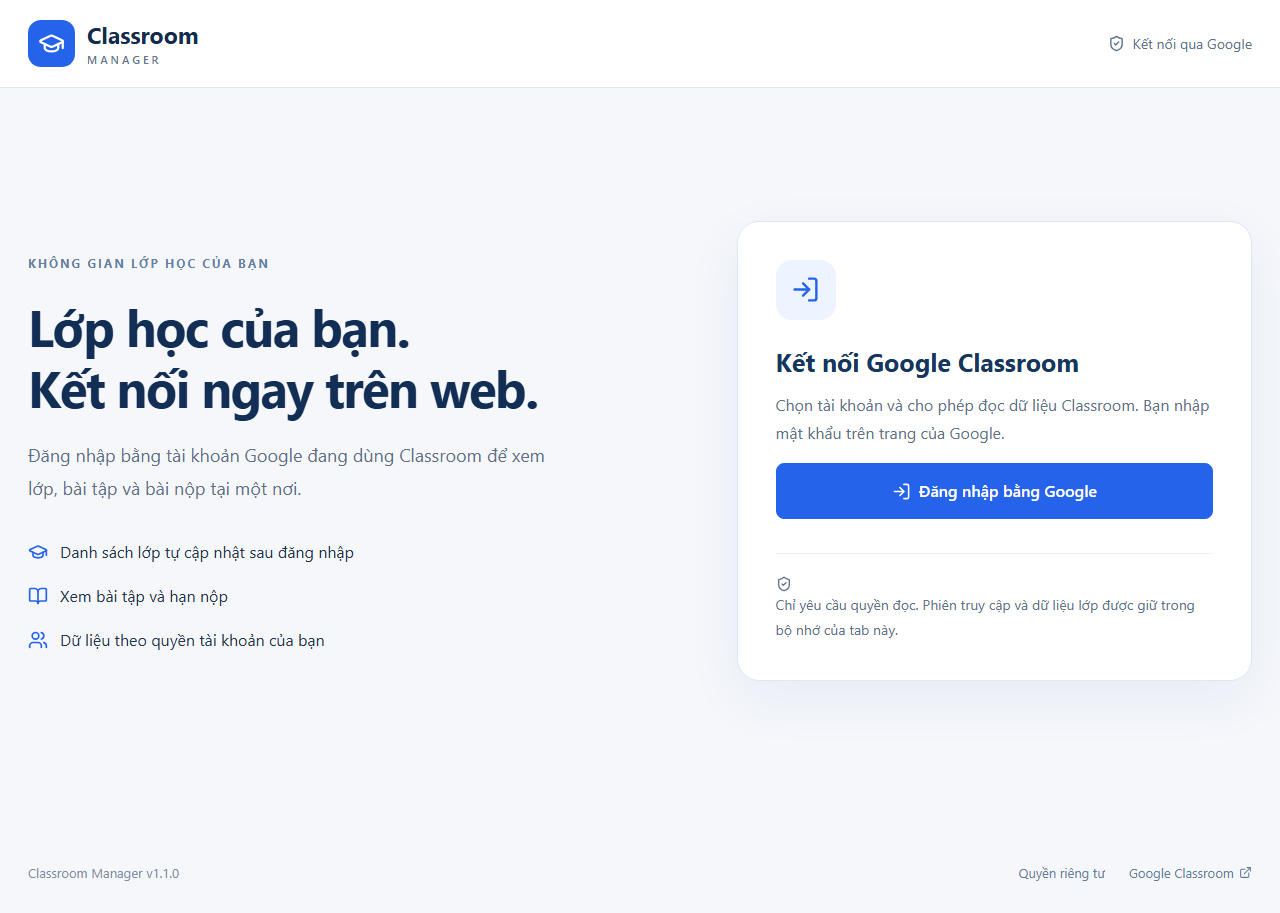 Classroom
MANAGER
Kết nối qua Google
KHÔNG GIAN LỚP HỌC CỦA BẠN
Lớp học của bạn.
Kết nối ngay trên web.
Đăng nhập bằng tài khoản Google đang dùng Classroom để xem
lớp, bài tập và bài nộp tại một nơi.
Danh sách lớp tự cập nhật sau đăng nhập
Xem bài tập và hạn nộp
Dữ liệu theo quyền tài khoản của bạn
Kết nối Google Classroom
Chọn tài khoản và cho phép đọc dữ liệu Classroom. Bạn nhập
mật khẩu trên trang của Google.
Đăng nhập bằng Google
Chỉ yêu cầu quyền đọc. Phiên truy cập và dữ liệu lớp được giữ trong
bộ nhớ của tab này.
Classroom Manager v1.1.0
Quyền riêng tư
Google Classroom